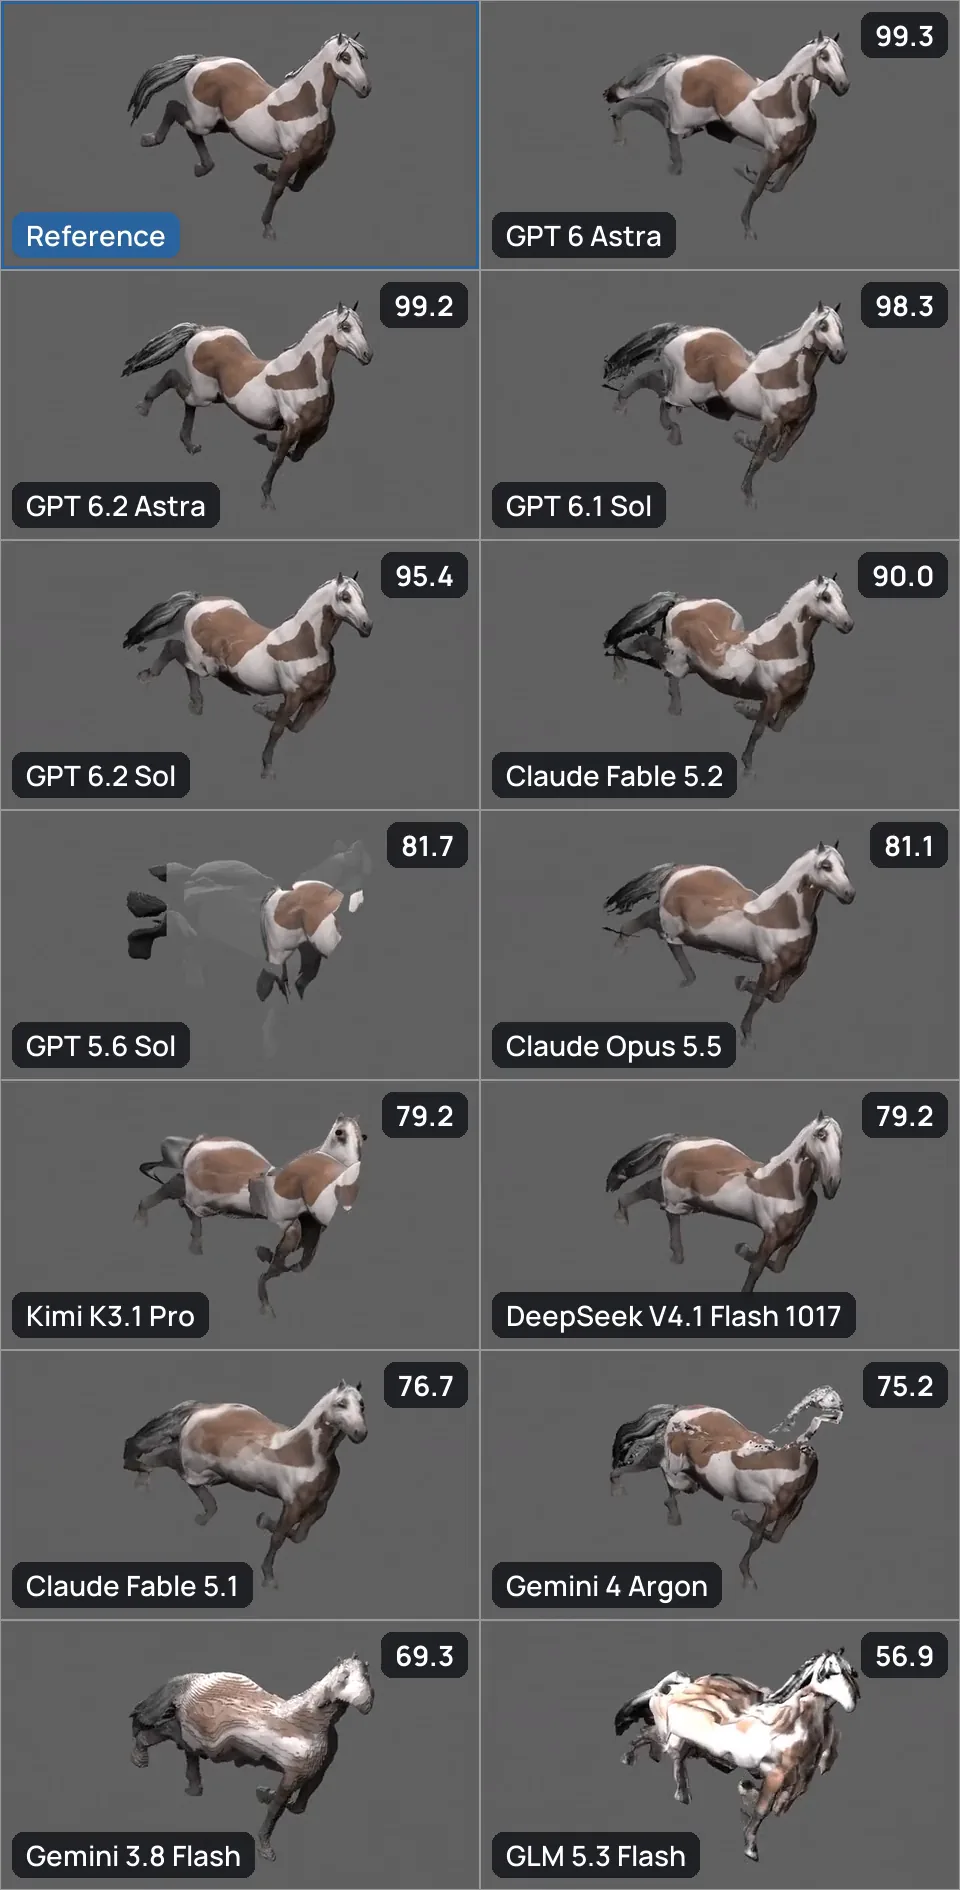 Reference
99.3
GPT 6 Astra
99.2
GPT 6.2 Astra
98.3
GPT 6.1 Sol
95.4
GPT 6.2 Sol
90.0
Claude Fable 5.2
81.7
GPT 5.6 Sol
81.1
Claude Opus 5.5
79.2
Kimi K3.1 Pro
79.2
DeepSeek V4.1 Flash 1017
76.7
Claude Fable 5.1
75.2
Gemini 4 Argon
69.3
Gemini 3.8 Flash
56.9
GLM 5.3 Flash